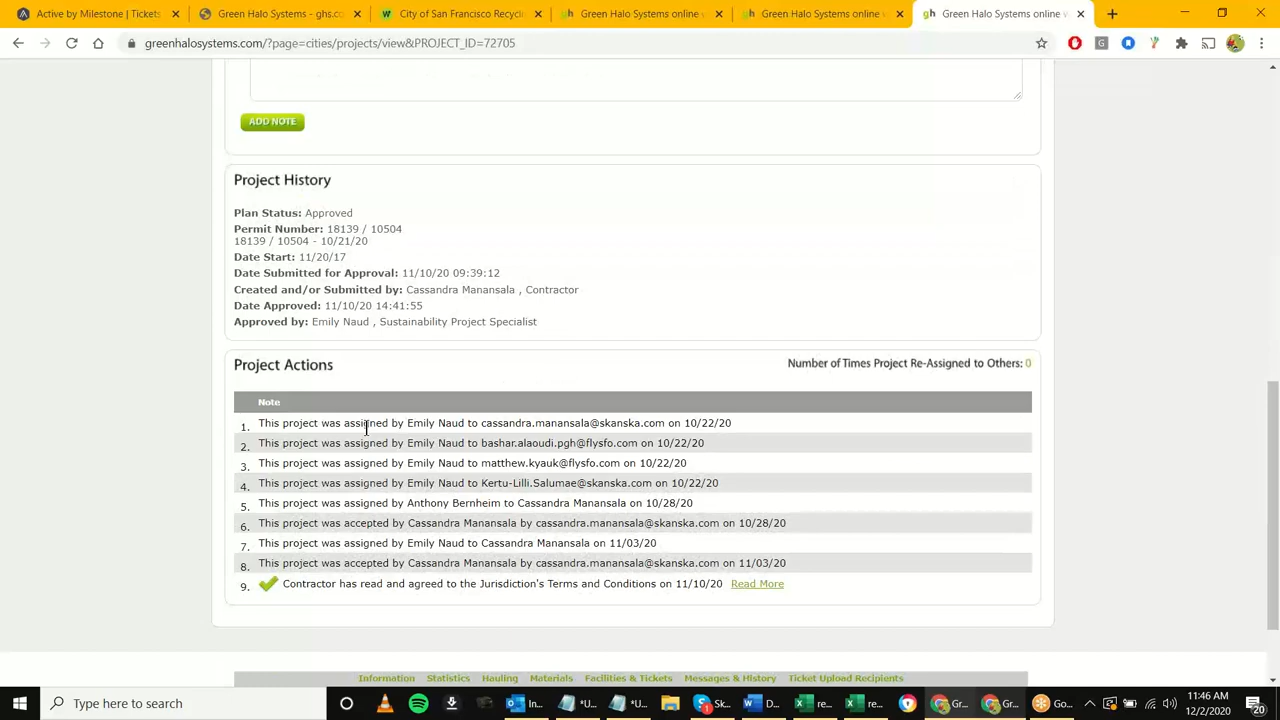 Active by Milestone | Tickets
Green Halo Systems - ghs.co
City of San Francisco Recycli
Green Halo Systems online
Green Halo Systems online
Green Halo Systems online
greenhalosystems.com/?page=cities/projects/view&PROJECT_ID=72705
ADD NOTE
Project History
Plan Status: Approved
Permit Number: 18139 / 10504
18139 / 10504 - 10/21/20
Date Start: 11/20/17
Date Submitted for Approval: 11/10/20 09:39:12
Created and/or Submitted by: Cassandra Manansala , Contractor
Date Approved: 11/10/20 14:41:55
Approved by: Emily Naud , Sustainability Project Specialist
Project Actions
Number of Times Project Re-Assigned to Others: 0
Note
1. This project was assigned by Emily Naud to cassandra.manansala@skanska.com on 10/22/20
2. This project was assigned by Emily Naud to bashar.alaoudi.pgh@flysfo.com on 10/22/20
3. This project was assigned by Emily Naud to matthew.kyauk@flysfo.com on 10/22/20
4. This project was assigned by Emily Naud to Kertu-Lilli.Salumae@skanska.com on 10/22/20
5. This project was assigned by Anthony Bernheim to Cassandra Manansala on 10/28/20
6. This project was accepted by Cassandra Manansala by cassandra.manansala@skanska.com on 10/28/20
7. This project was assigned by Emily Naud to Cassandra Manansala on 11/03/20
8. This project was accepted by Cassandra Manansala by cassandra.manansala@skanska.com on 11/03/20
9. Contractor has read and agreed to the Jurisdiction's Terms and Conditions on 11/10/20 Read More
Information Statistics Hauling Materials Facilities & Tickets Messages & History Ticket Upload Recipients
Type here to search
In...
*U...
*U...
Sk...
D...
re...
re...
Gr...
Gr...
Go...
11:46 AM
12/2/2020
20